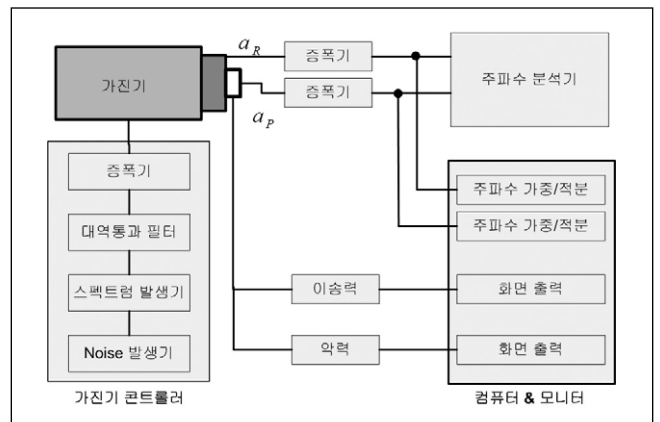 a_R
증폭기
가진기
증폭기
주파수 분석기
a_P
증폭기
주파수 가중/적분
대역통과 필터
주파수 가중/적분
스펙트럼 발생기
이송력
화면 출력
Noise 발생기
악력
화면 출력
가진기 콘트롤러
컴퓨터 & 모니터